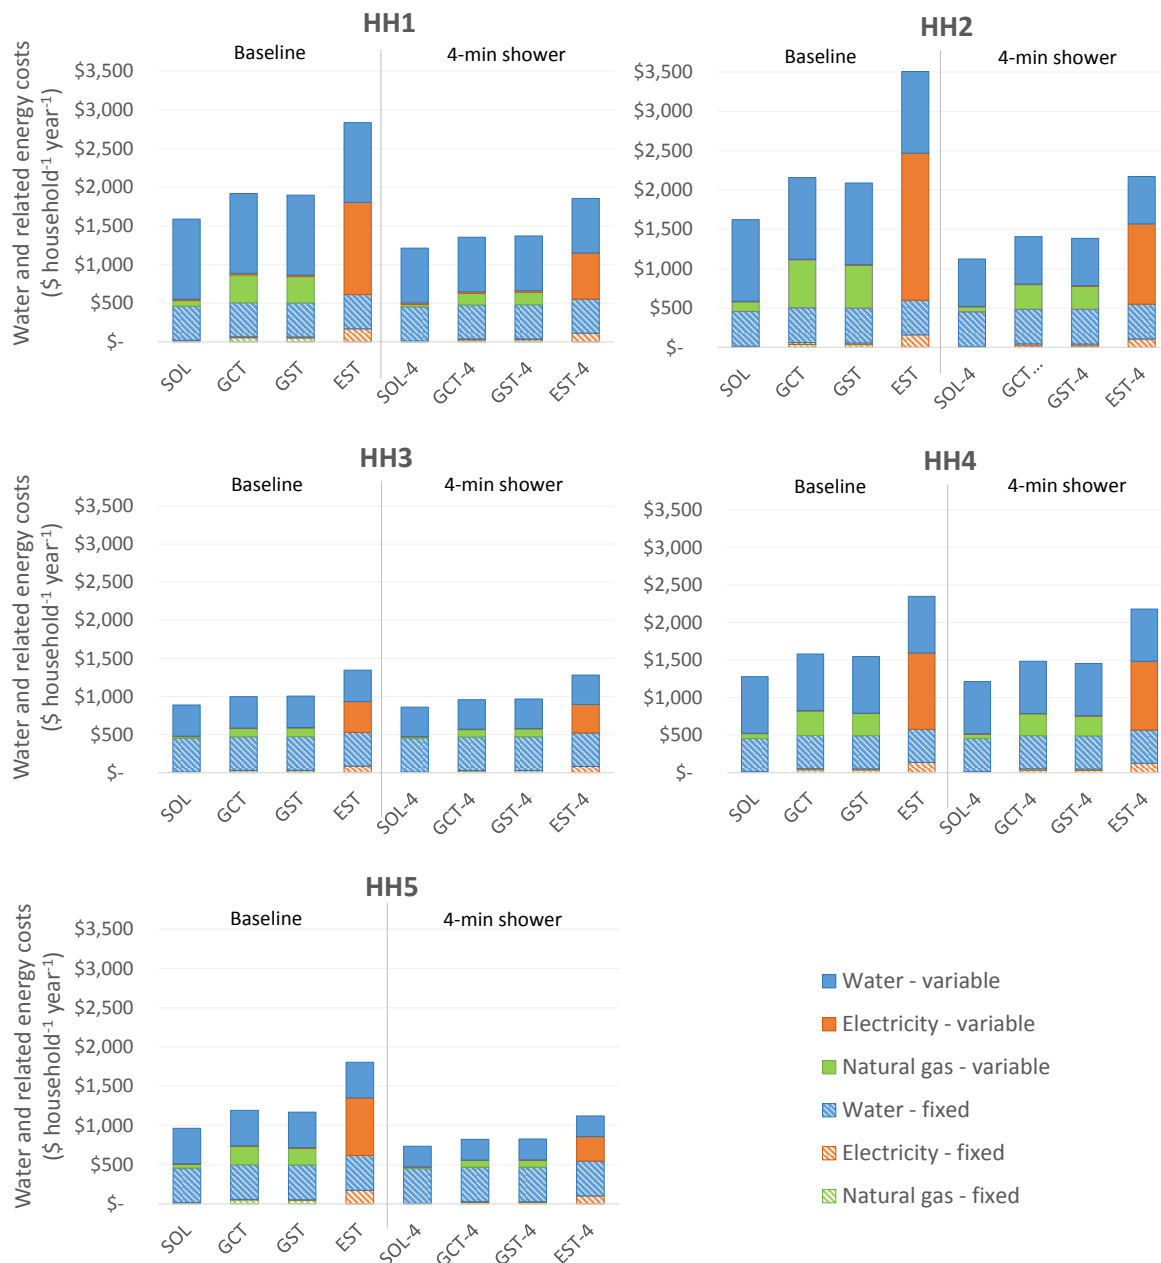 HH1
Baseline
4-min shower
Water and related energy costs
($ household-1 year-1)
$3,500
$3,000
$2,500
$2,000
$1,500
$1,000
$500
$-
SOL
GCT
GST
EST
SOL-4
GCT-4
GST-4
EST-4
HH2
Baseline
4-min shower
$3,500
$3,000
$2,500
$2,000
$1,500
$1,000
$500
$-
SOL
GCT
GST
EST
SOL-4
GCT...
GST-4
EST-4
HH3
Baseline
4-min shower
Water and related energy costs
($ household-1 year-1)
$3,500
$3,000
$2,500
$2,000
$1,500
$1,000
$500
$-
SOL
GCT
GST
EST
SOL-4
GCT-4
GST-4
EST-4
HH4
Baseline
4-min shower
$3,500
$3,000
$2,500
$2,000
$1,500
$1,000
$500
$-
SOL
GCT
GST
EST
SOL-4
GCT-4
GST-4
EST-4
HH5
Baseline
4-min shower
Water and related energy costs
($ household-1 year-1)
$3,500
$3,000
$2,500
$2,000
$1,500
$1,000
$500
$-
SOL
GCT
GST
EST
SOL-4
GCT-4
GST-4
EST-4
Water - variable
Electricity - variable
Natural gas - variable
Water - fixed
Electricity - fixed
Natural gas - fixed